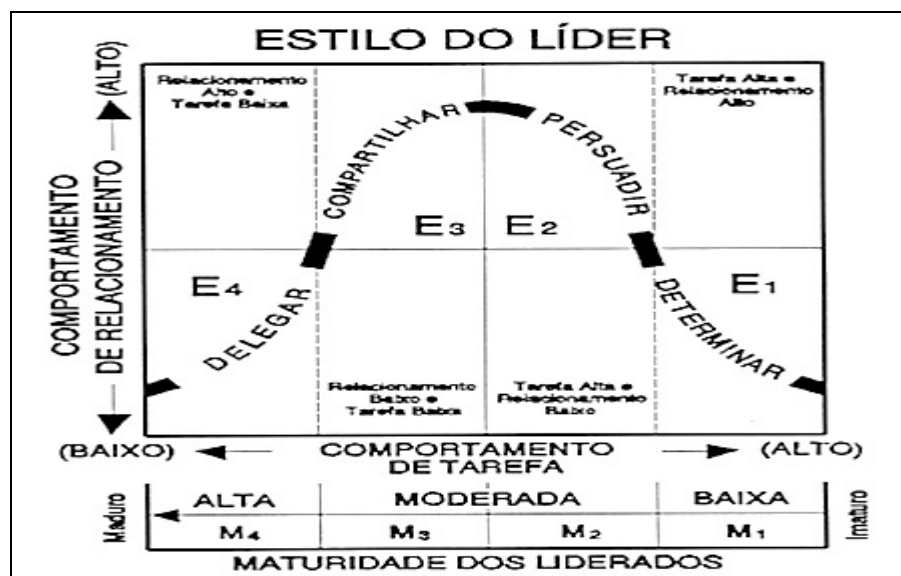 ESTILO DO LÍDER
(ALTO)
COMPORTAMENTO
DE RELACIONAMENTO
Relacionamento
Alto e
Tarefa Baixa
Tarefa Alta e
Relacionamento
Alto
COMPARTILHAR
PERSUADIR
E3
E2
E4
E1
DELEGAR
DETERMINAR
Relacionamento
Baixo e
Tarefa Baixa
Tarefa Alta e
Relacionamento
Baixo
(BAIXO)
COMPORTAMENTO
DE TAREFA
(ALTO)
Maduro
ALTA
MODERADA
BAIXA
Imaturo
M4
M3
M2
M1
MATURIDADE DOS LIDERADOS